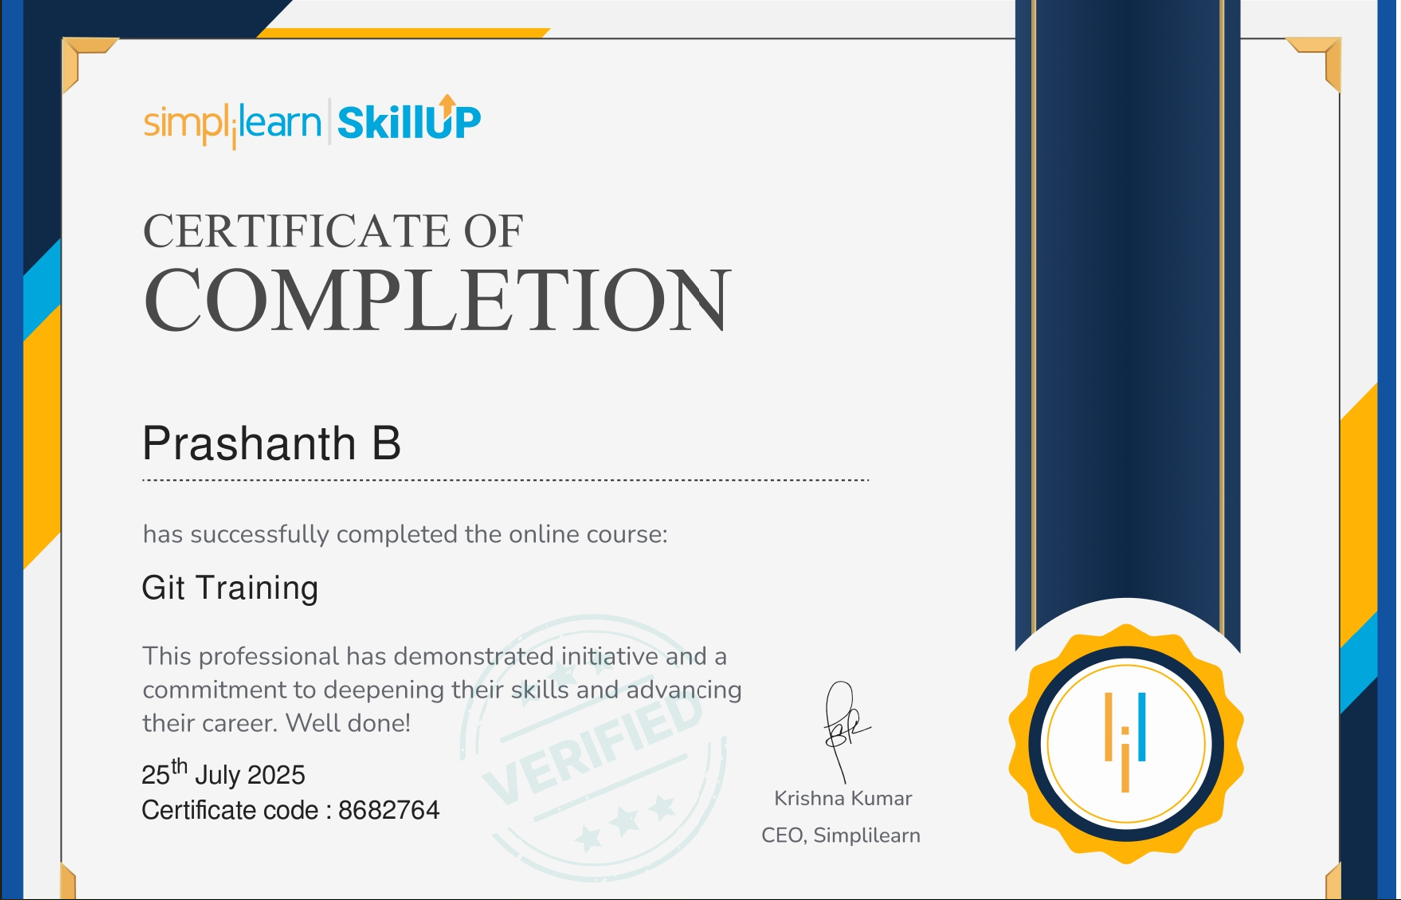 simplilearn | SkillUP
CERTIFICATE OF
COMPLETION
Prashanth B
has successfully completed the online course:
Git Training
This professional has demonstrated initiative and a
commitment to deepening their skills and advancing
their career. Well done!
25th July 2025
Certificate code : 8682764
VERIFIED
Krishna Kumar
CEO, Simplilearn